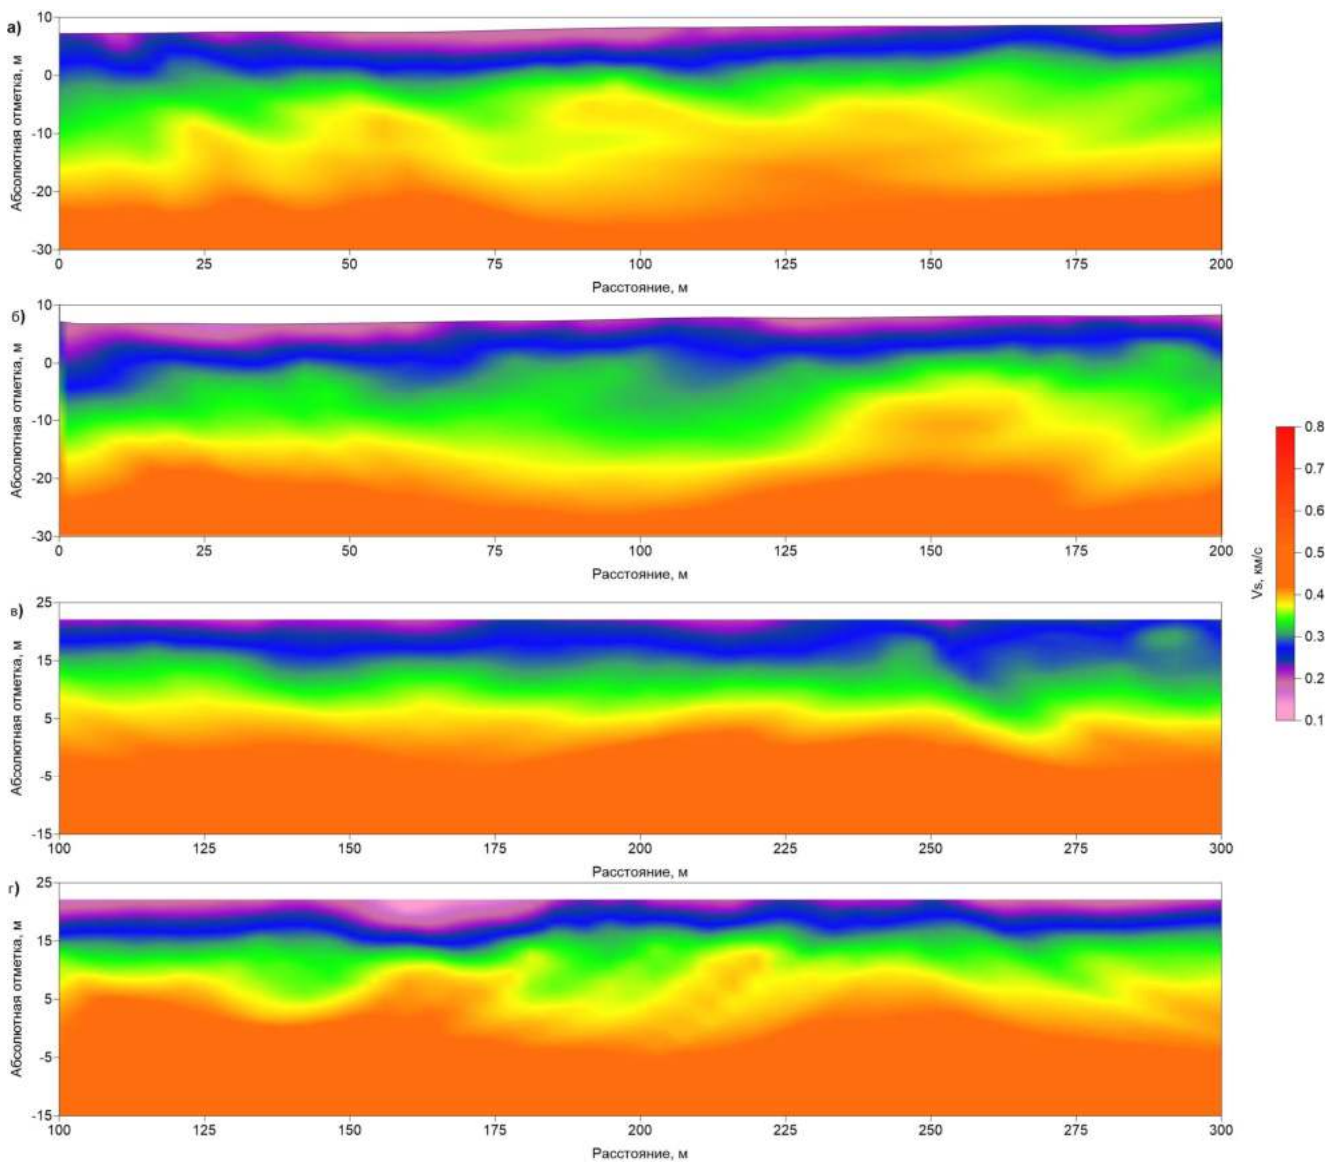 а)
Абсолютная отметка, м
10
0
-10
-20
-30
0 25 50 75 100 125 150 175 200
Расстояние, м
б)
Абсолютная отметка, м
10
0
-10
-20
-30
0 25 50 75 100 125 150 175 200
Расстояние, м
в)
Абсолютная отметка, м
25
15
5
-5
-15
100 125 150 175 200 225 250 275 300
Расстояние, м
г)
Абсолютная отметка, м
25
15
5
-5
-15
100 125 150 175 200 225 250 275 300
Расстояние, м
Vs, км/с
0.8
0.7
0.6
0.5
0.4
0.3
0.2
0.1